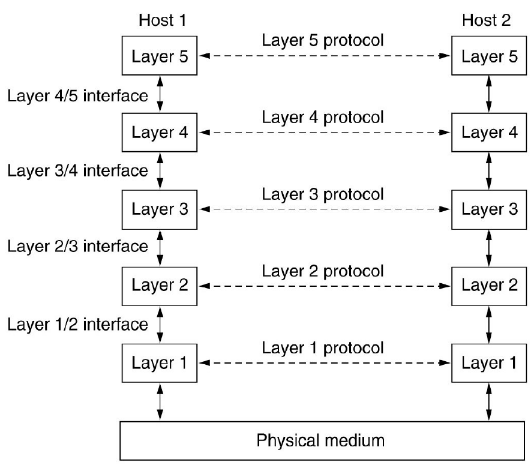 Host 1
Host 2
Layer 5
Layer 5 protocol
Layer 5
Layer 4/5 interface
Layer 4
Layer 4 protocol
Layer 4
Layer 3/4 interface
Layer 3
Layer 3 protocol
Layer 3
Layer 2/3 interface
Layer 2
Layer 2 protocol
Layer 2
Layer 1/2 interface
Layer 1
Layer 1 protocol
Layer 1
Physical medium